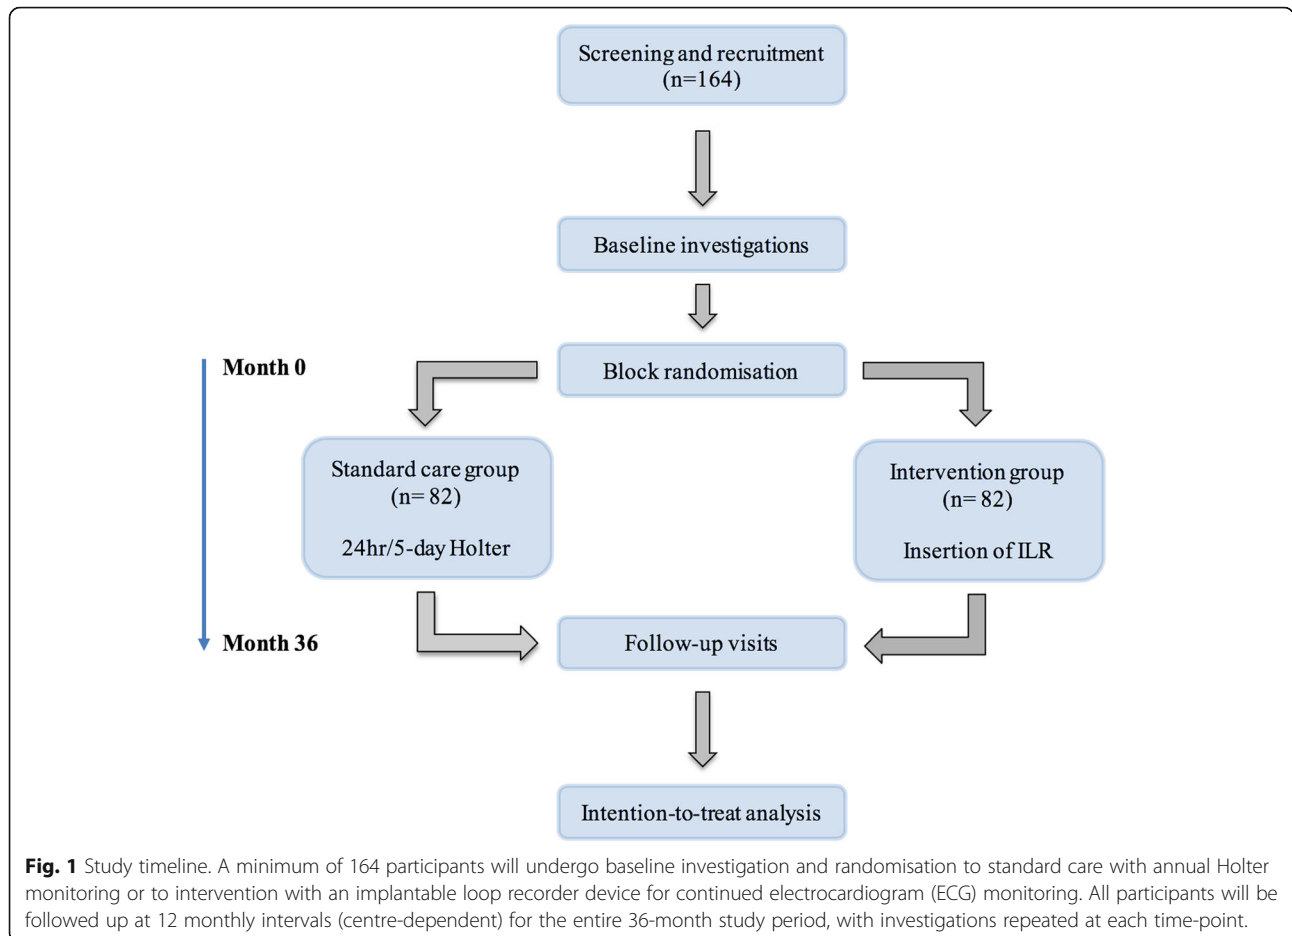 Screening and recruitment
(n=164)
Baseline investigations
Month 0
Block randomisation
Standard care group
(n= 82)
24hr/5-day Holter
Intervention group
(n= 82)
Insertion of ILR
Month 36
Follow-up visits
Intention-to-treat analysis
Fig. 1 Study timeline. A minimum of 164 participants will undergo baseline investigation and randomisation to standard care with annual Holter
monitoring or to intervention with an implantable loop recorder device for continued electrocardiogram (ECG) monitoring. All participants will be
followed up at 12 monthly intervals (centre-dependent) for the entire 36-month study period, with investigations repeated at each time-point.